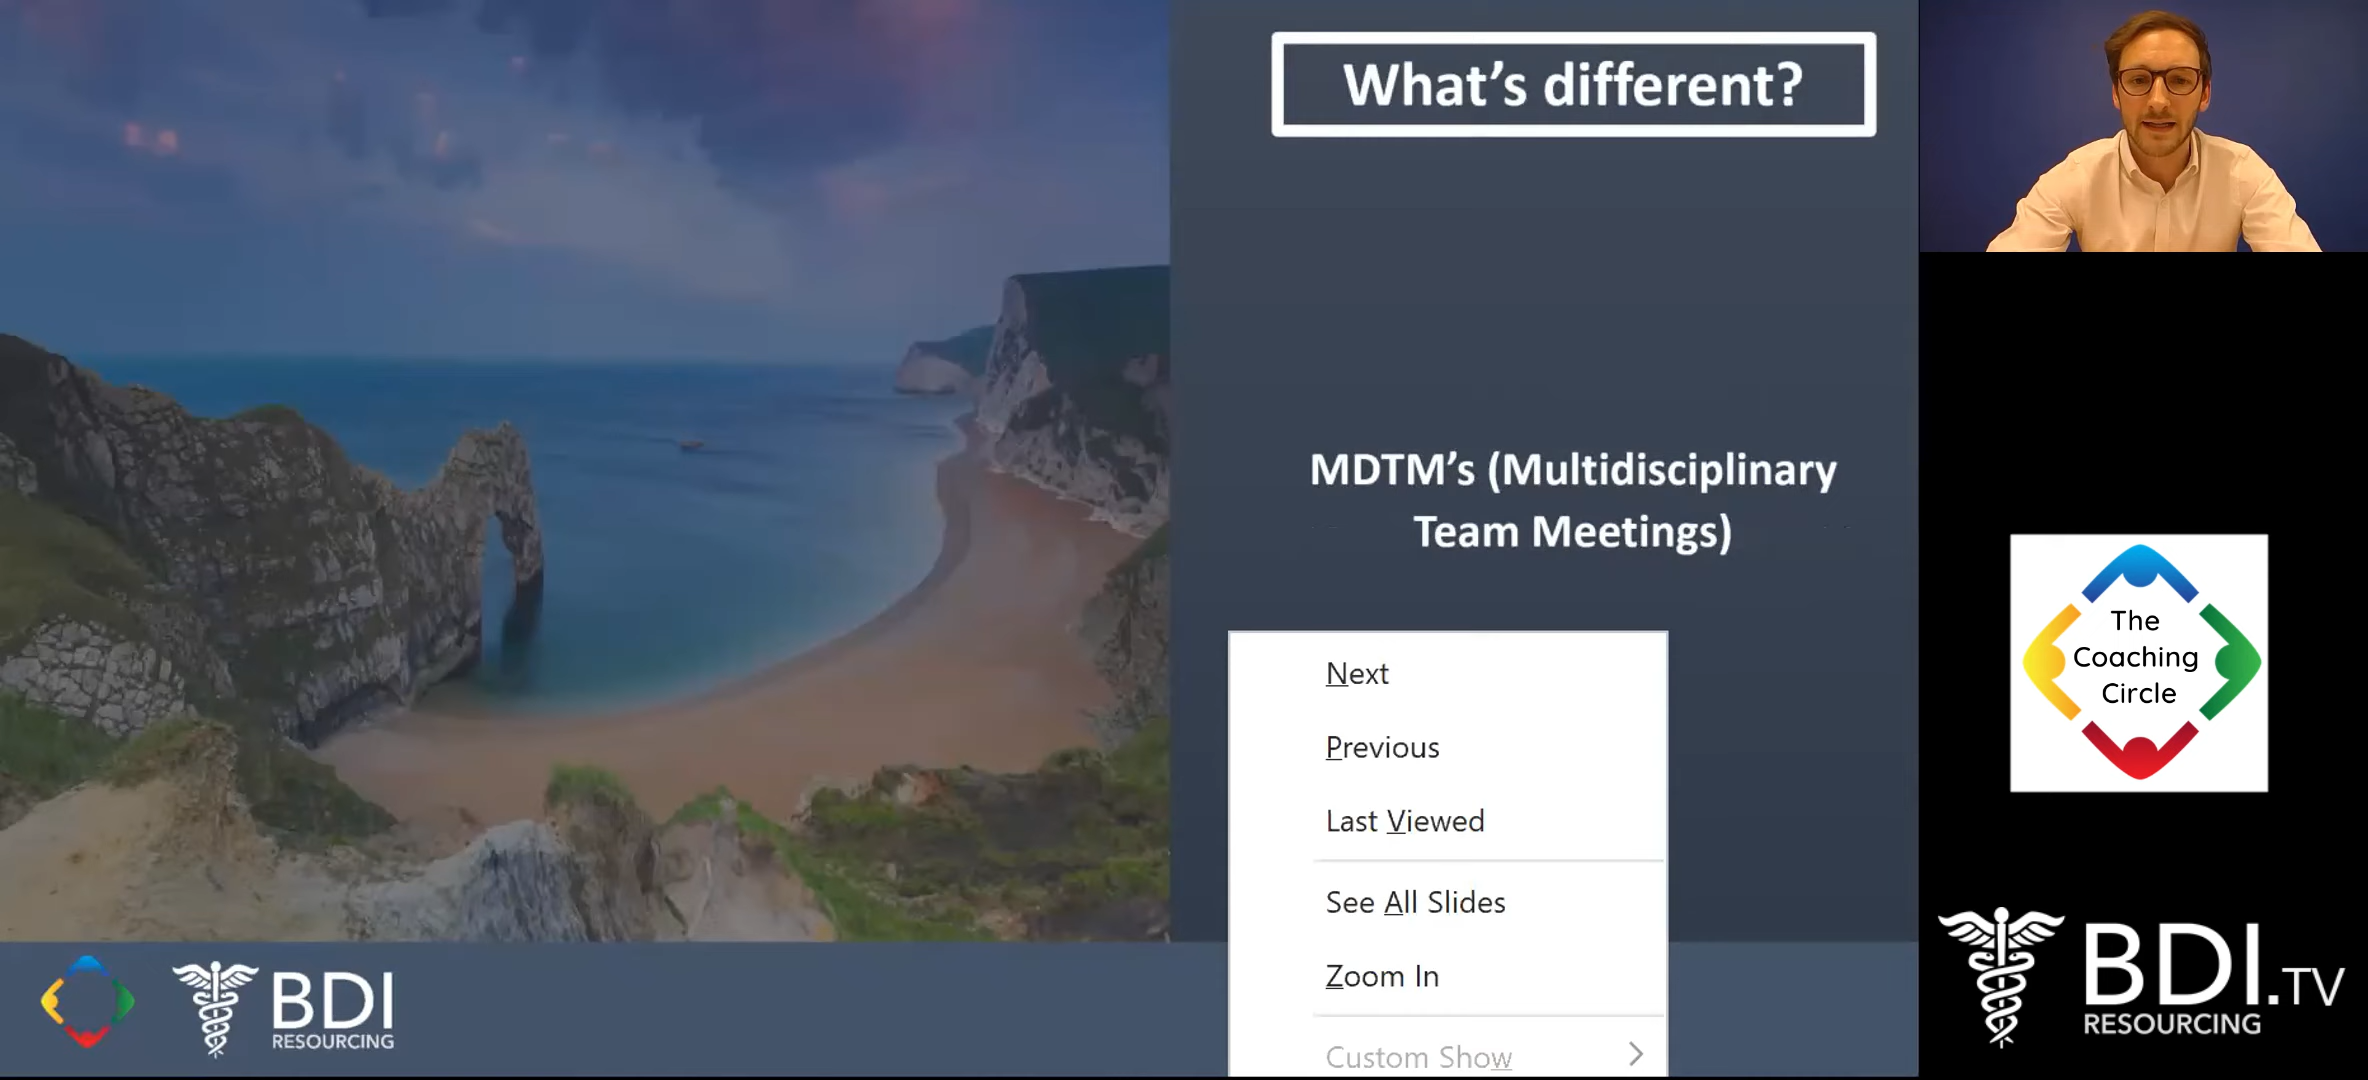 What's different?
MDTM's (Multidisciplinary
Team Meetings)
Next
Previous
Last Viewed
See All Slides
Zoom In
Custom Show
BDI
RESOURCING
The
Coaching
Circle
BDI.TV
RESOURCING